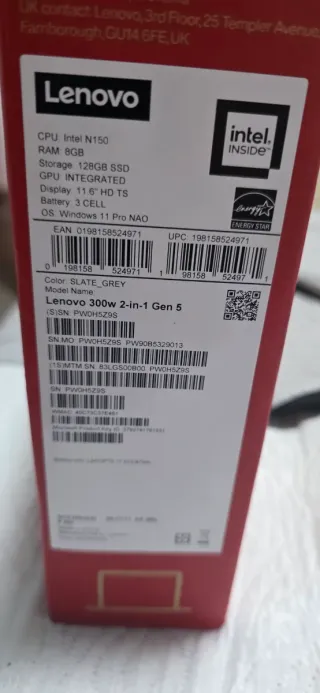 UK contact: Lenovo, 3rd Floor, 25 Templer Avenue,
Farnborough, GU14 6FE, UK
Lenovo
intel.
INSIDE™
CPU: Intel N150
RAM: 8GB
Storage: 128GB SSD
GPU: INTEGRATED
Display: 11.6" HD TS
Battery: 3 CELL
OS: Windows 11 Pro NAO
energy
ENERGY STAR
EAN: 0198158524971
UPC: 198158524971
0 198158 524971
1 98158 52497 1
Color: SLATE_GREY
Model Name:
Lenovo 300w 2-in-1 Gen 5
(S)SN: PW0H5Z9S
SN,MO: PW0H5Z9S PW90B5329013
(1S)MTM,SN: 83LGS00B00 PW0H5Z9S
SN: PW0H5Z9S